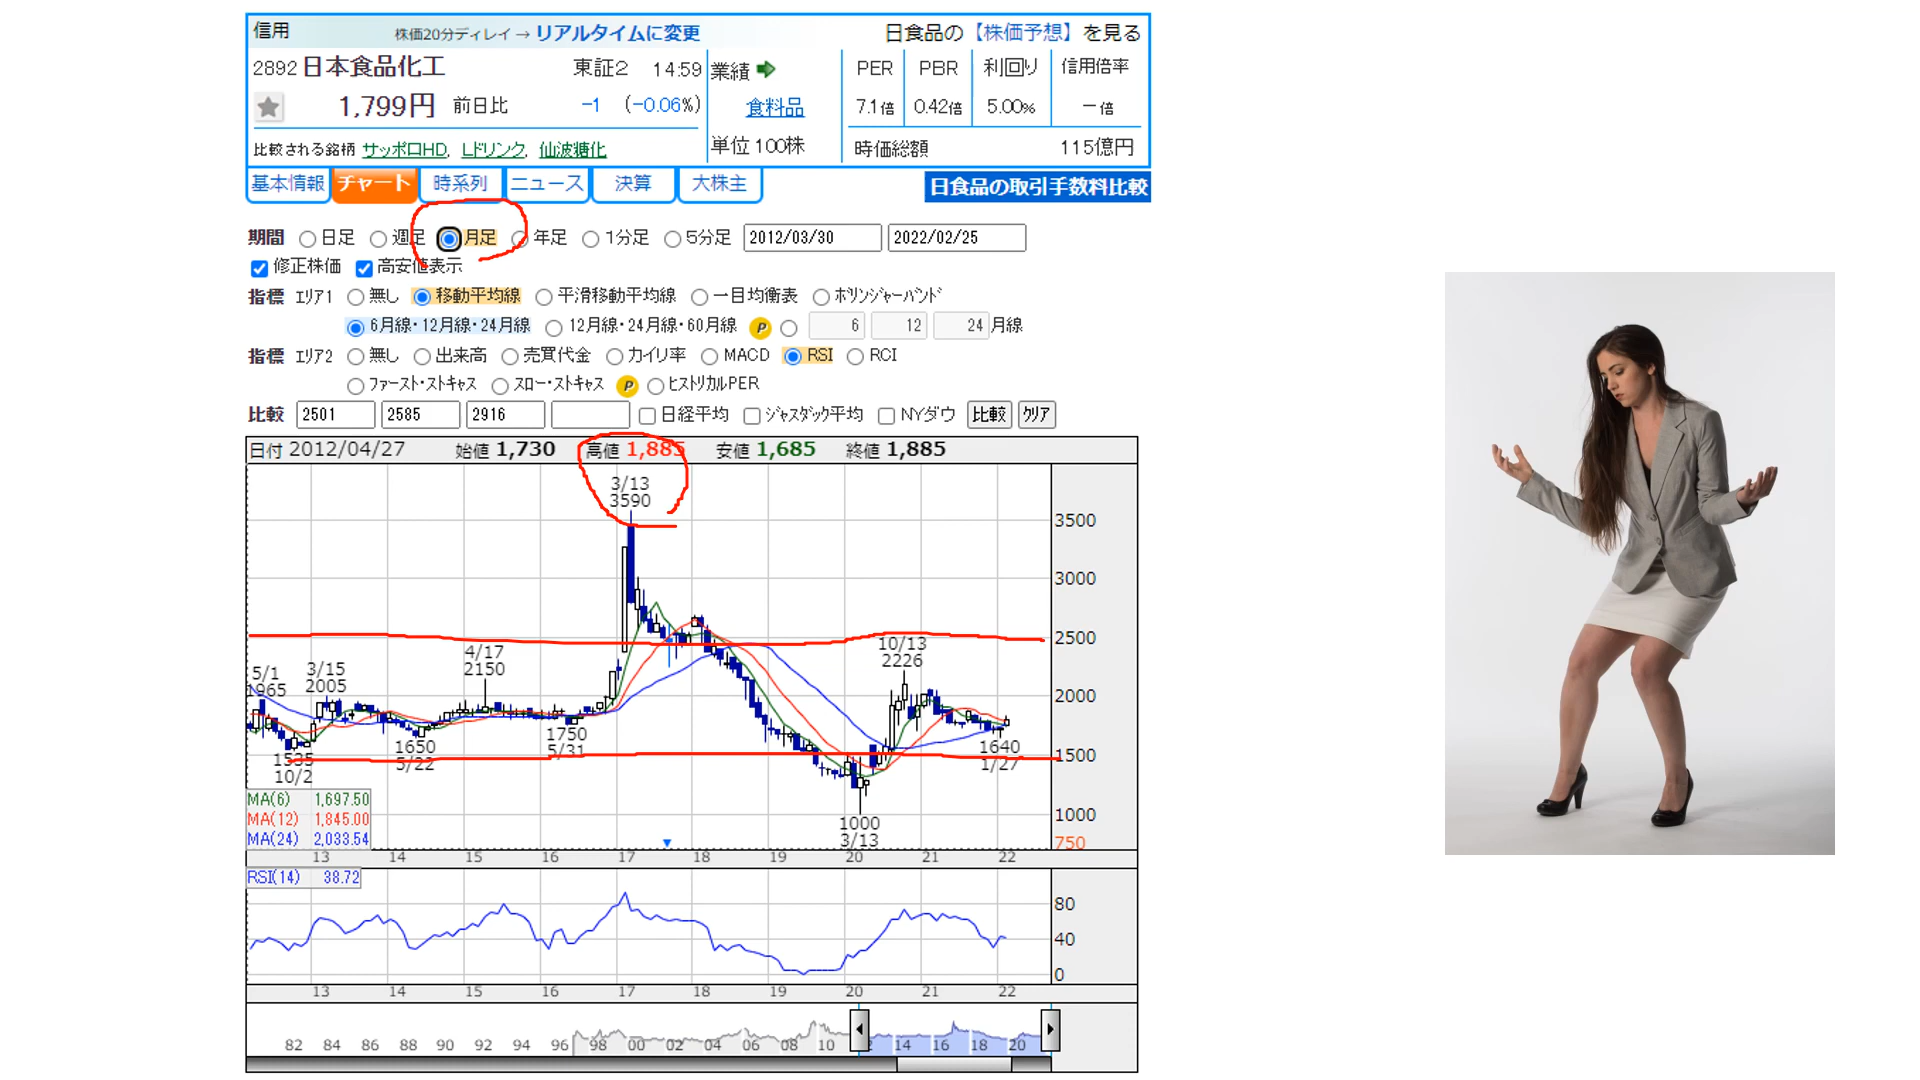 信用 株価20分ディレイ → リアルタイムに変更 日食品の【株価予想】を見る
2892 日本食品化工 東証2 14:59 業績 PER PBR 利回り 信用倍率
1,799円 前日比 -1 (-0.06%) 食料品 7.1倍 0.42倍 5.00% ー倍
比較される銘柄 サッポロHD, Lドリンク, 仙波糖化 単位 100株 時価総額 115億円
基本情報 チャート 時系列 ニュース 決算 大株主 日食品の取引手数料比較
期間 日足 週足 月足 年足 1分足 5分足 2012/03/30 2022/02/25
修正株価 高安値表示
指標 エリア1 無し 移動平均線 平滑移動平均線 一目均衡表 ボリンジャーバンド
6月線・12月線・24月線 12月線・24月線・60月線 P 6 12 24 月線
指標 エリア2 無し 出来高 売買代金 カイリ率 MACD RSI RCI
ファースト・ストキャス スロー・ストキャス P ヒストリカルPER
比較 2501 2585 2916 日経平均 ジャスダック平均 NYダウ 比較 クリア
日付 2012/04/27 始値 1,730 高値 1,885 安値 1,685 終値 1,885
3/13
3590
3500
3000
2500
10/13
2226
4/17
2150
3/15
2005
5/1
1965
2000
1750
5/31
1650
5/22
1535
10/2
1640
1/27
1500
1000
3/13
1000
750
MA(6) 1,697.50
MA(12) 1,845.00
MA(24) 2,033.54
13 14 15 16 17 18 19 20 21 22
RSI(14) 38.72
80
40
0
13 14 15 16 17 18 19 20 21 22
82 84 86 88 90 92 94 96 98 00 02 04 06 08 10 2 14 16 18 20